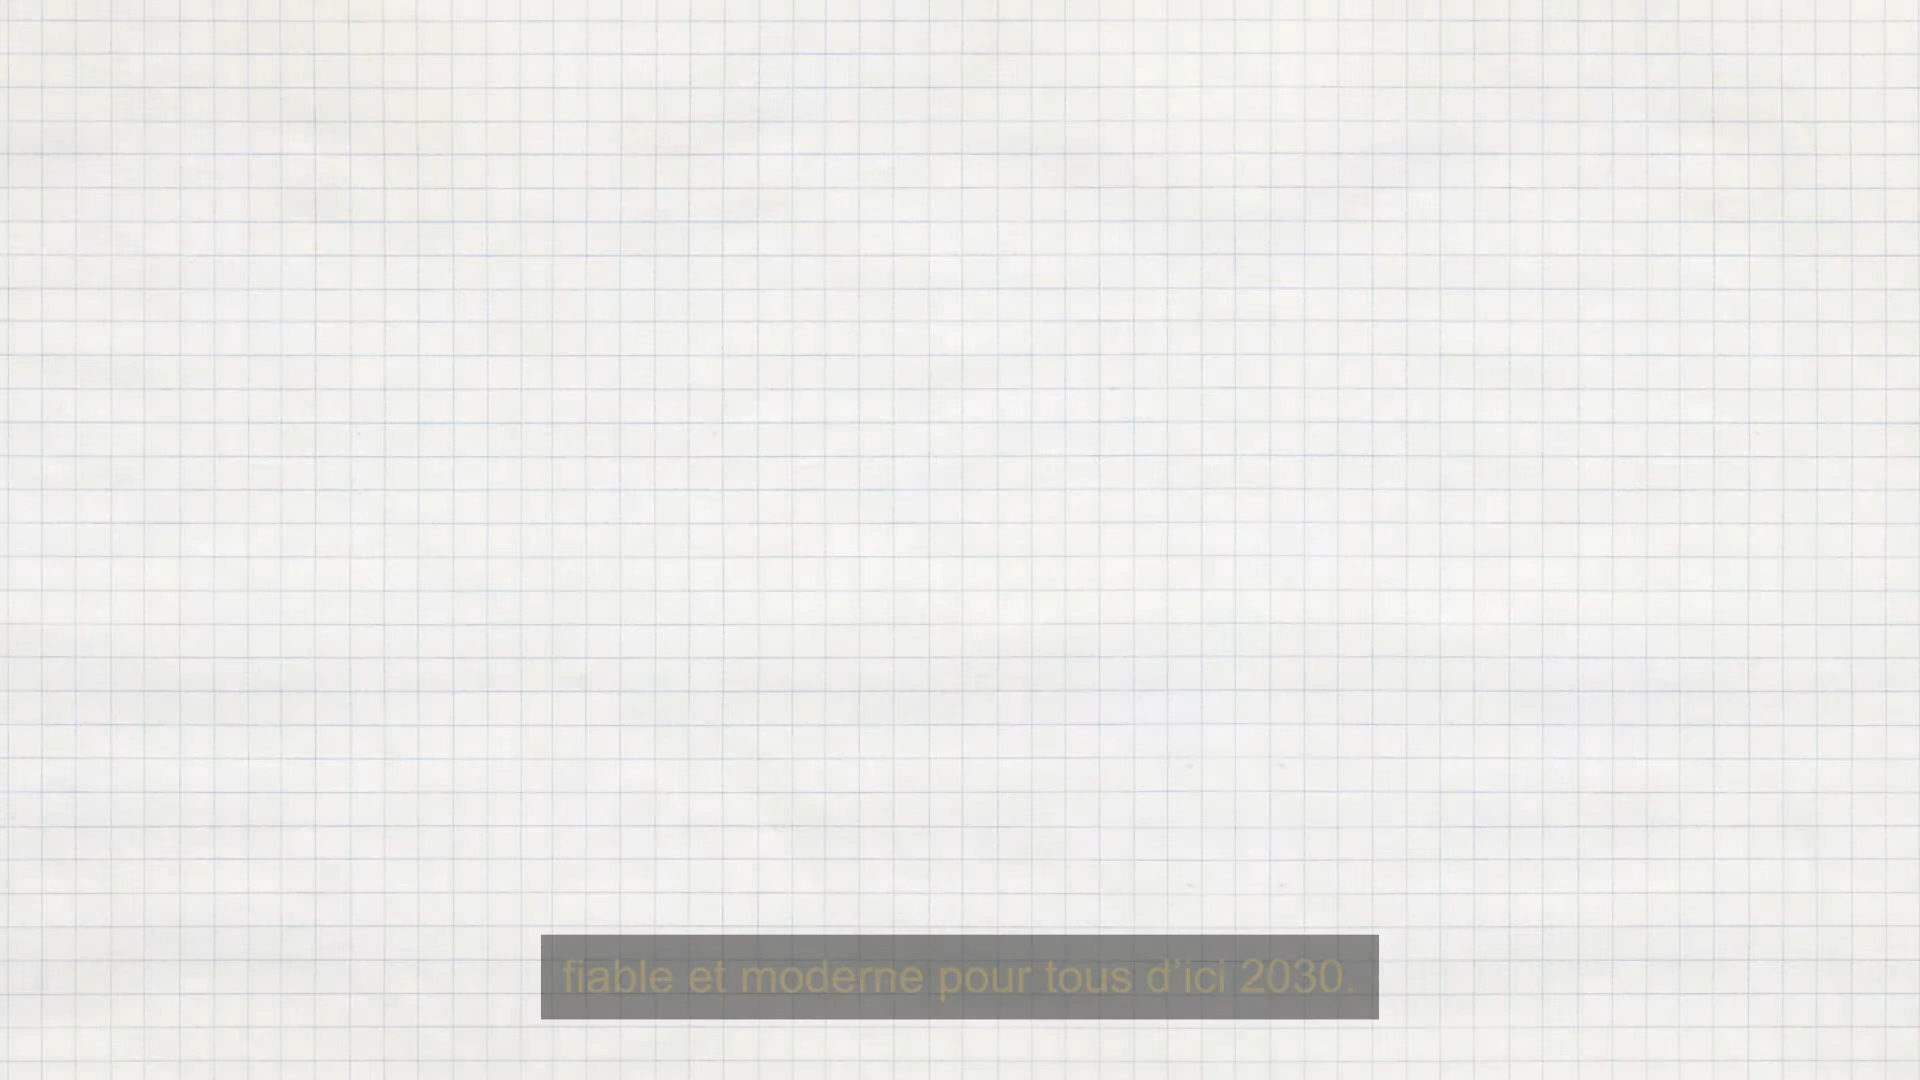 fiable et moderne pour tous d’ici 2030.